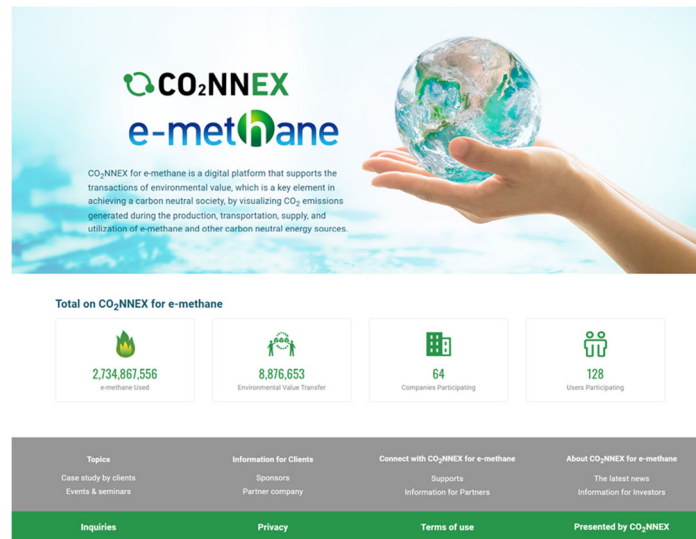 CO₂NNEX
e-methane
CO₂NNEX for e-methane is a digital platform that supports the
transactions of environmental value, which is a key element in
achieving a carbon neutral society, by visualizing CO₂ emissions
generated during the production, transportation, supply, and
utilization of e-methane and other carbon neutral energy sources.
Total on CO₂NNEX for e-methane
2,734,867,556
e-methane Used
8,876,653
Environmental Value Transfer
64
Companies Participating
128
Users Participating
Topics
Case study by clients
Events & seminars
Information for Clients
Sponsors
Partner company
Connect with CO₂NNEX for e-methane
Supports
Information for Partners
About CO₂NNEX for e-methane
The latest news
Information for Investors
Inquiries
Privacy
Terms of use
Presented by CO₂NNEX